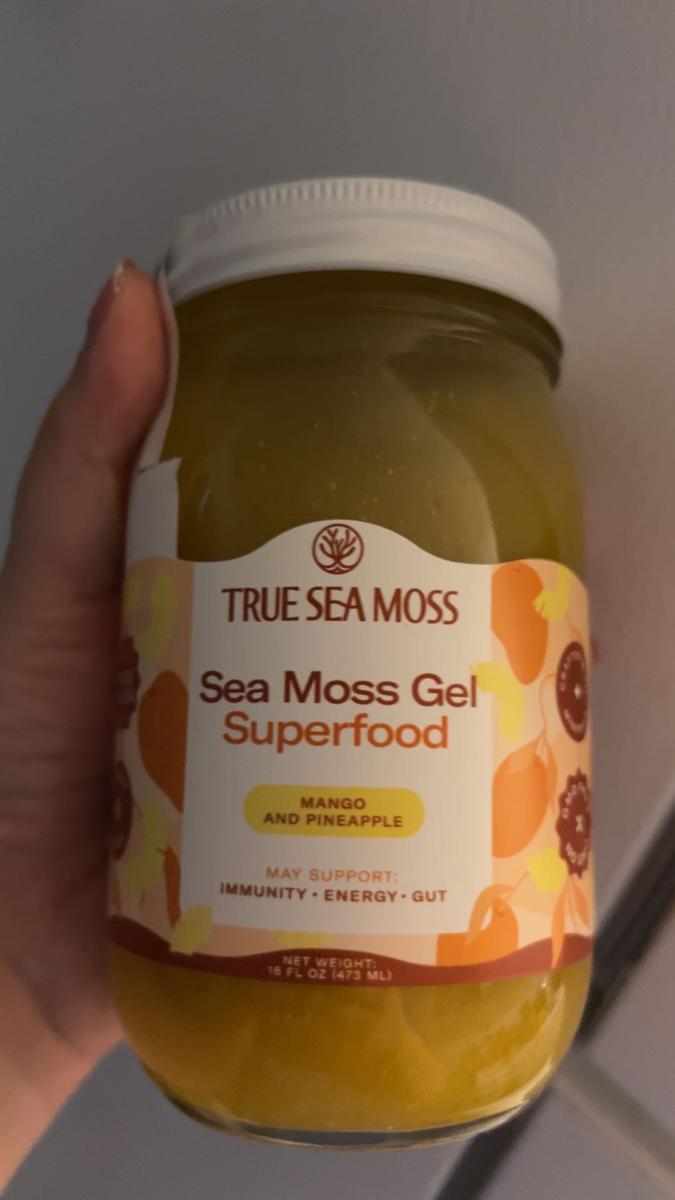 TRUE SEA MOSS
Sea Moss Gel
Superfood
MANGO
AND PINEAPPLE
MAY SUPPORT:
IMMUNITY • ENERGY • GUT
NET WEIGHT:
16 FL OZ (473 ML)